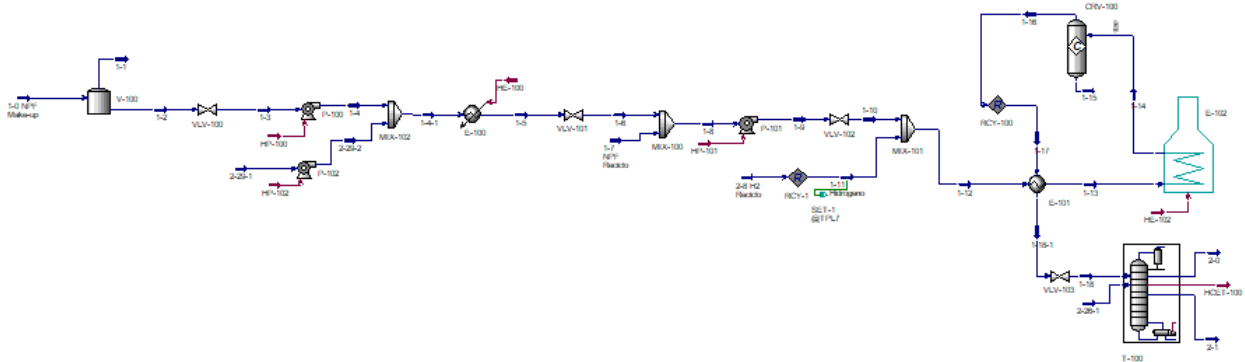 CRV-100
1-16
1-1
1-0 NPF
Make-up
V-100
1-2
VLV-100
1-3
HP-100
P-100
1-4
MIX-102
1-4-1
HE-100
E-100
1-5
VLV-101
1-6
1-7
NPF
Reciclo
MIX-100
1-8
HP-101
P-101
1-9
VLV-102
1-10
MIX-101
2-29-1
HP-102
P-102
2-29-2
2-8 H2
Reciclo
R
RCY-1
1-11
Hidrogeno
SET-1
@TPL7
1-12
R
RCY-100
1-17
C
1-15
1-14
E-102
E-101
1-13
HE-102
1-18-1
VLV-103
1-18
2-26-1
2-0
HCET-100
2-1
T-100